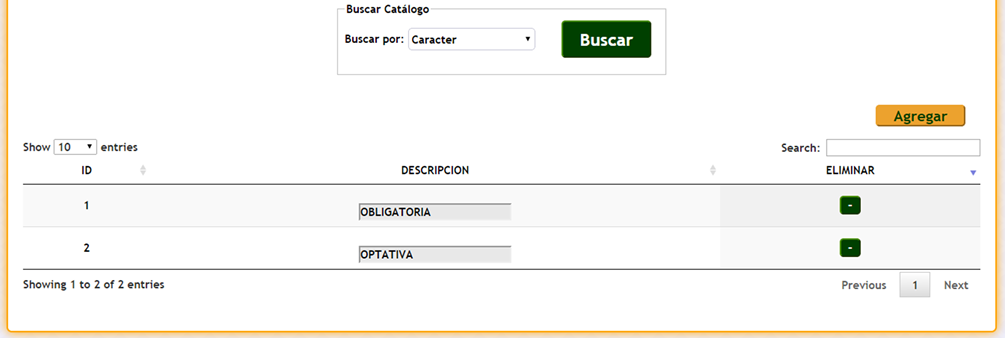 Buscar Catálogo
Buscar por: Caracter Buscar
Agregar
Show 10 entries Search:
ID DESCRIPCION ELIMINAR
1 OBLIGATORIA -
2 OPTATIVA -
Showing 1 to 2 of 2 entries Previous 1 Next